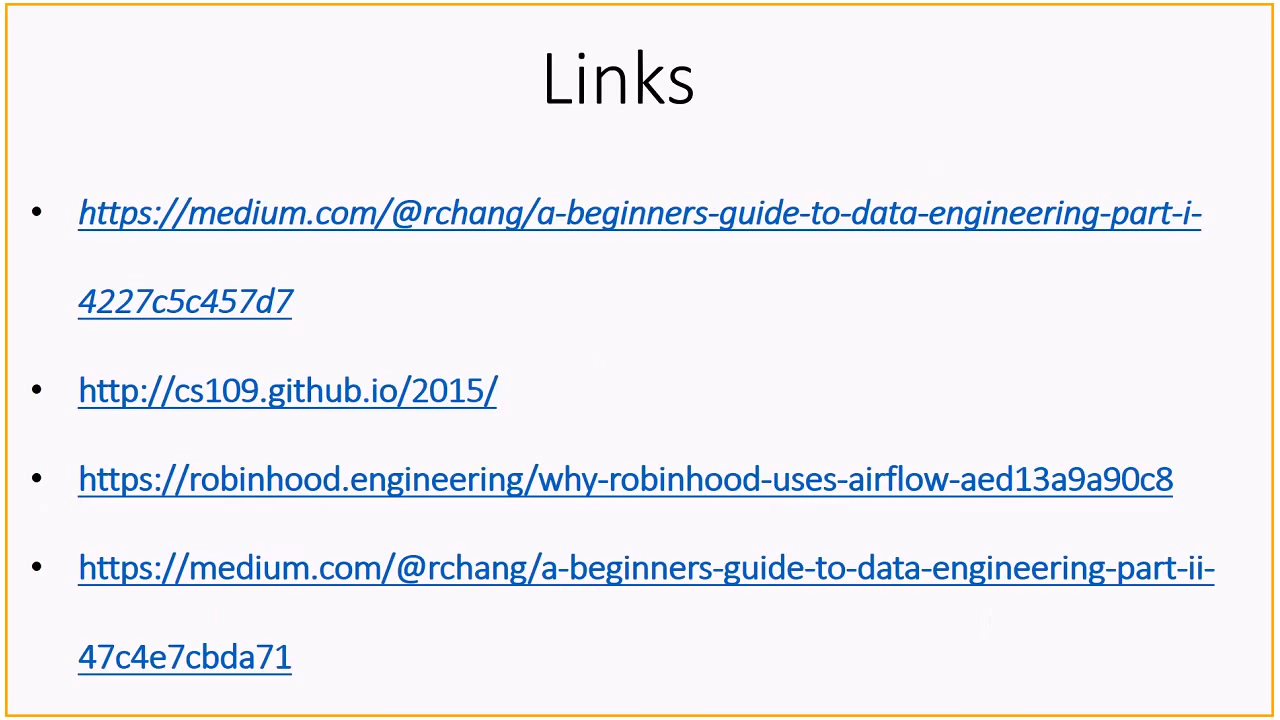 Links
• https://medium.com/@rchang/a-beginners-guide-to-data-engineering-part-i-
4227c5c457d7
• http://cs109.github.io/2015/
• https://robinhood.engineering/why-robinhood-uses-airflow-aed13a9a90c8
• https://medium.com/@rchang/a-beginners-guide-to-data-engineering-part-ii-
47c4e7cbda71